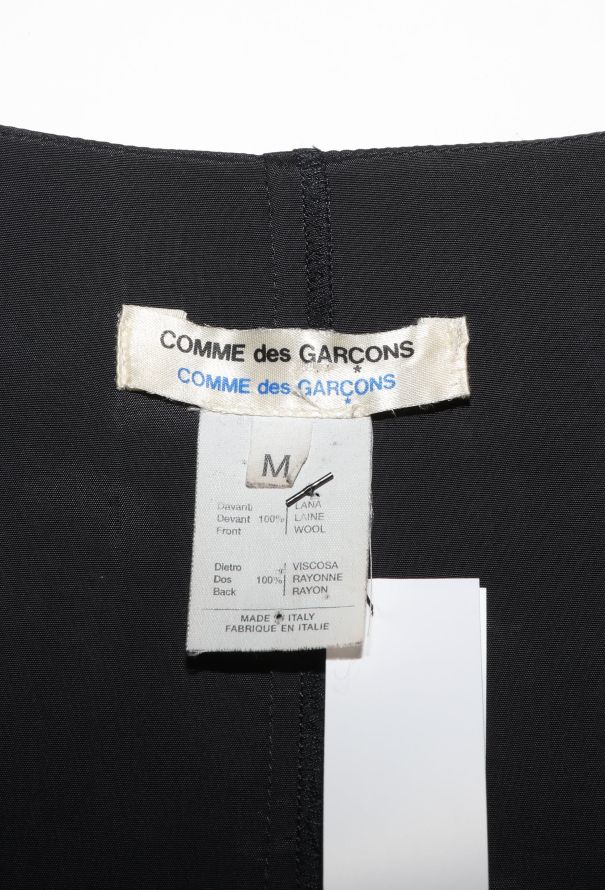 COMME des GARÇONS
COMME des GARÇONS
M
Davanti LANA
Devant 100% LAINE
Front WOOL
Dietro VISCOSA
Dos 100% RAYONNE
Back RAYON
MADE IN ITALY
FABRIQUE EN ITALIE